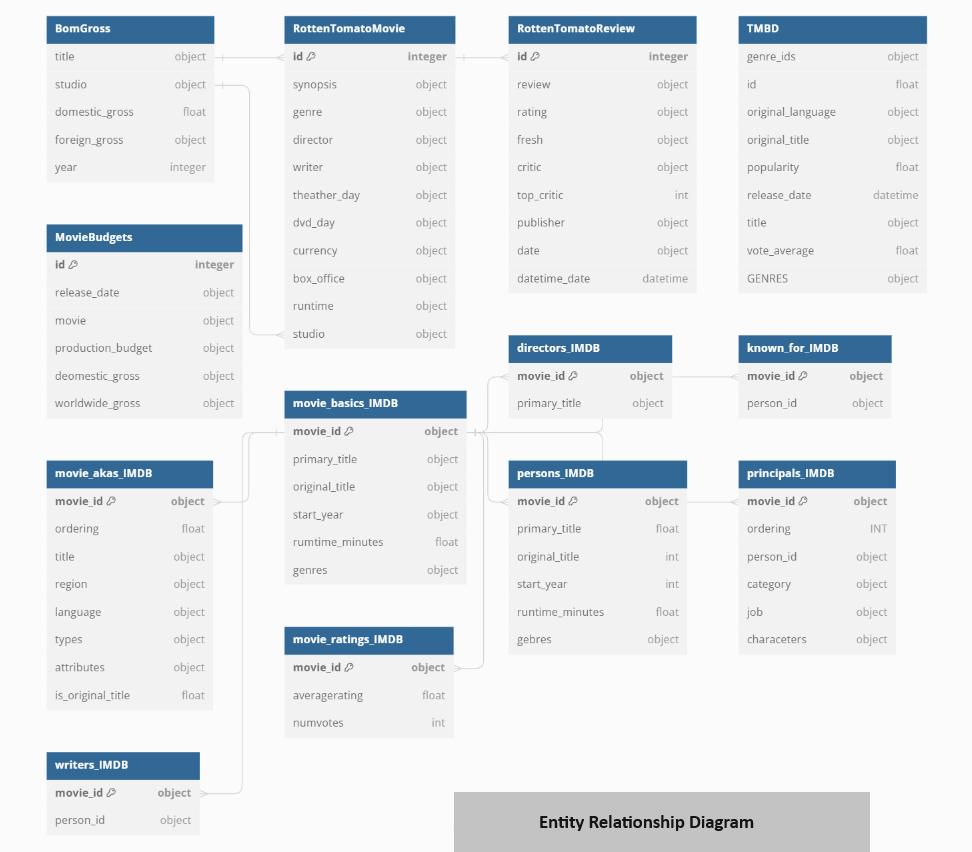 BomGross
title object
studio object
domestic_gross float
foreign_gross object
year integer
RottenTomatoMovie
id integer
synopsis object
genre object
director object
writer object
theather_day object
dvd_day object
currency object
box_office object
runtime object
studio object
RottenTomatoReview
id integer
review object
rating object
fresh object
critic object
top_critic int
publisher object
date object
datetime_date datetime
TMBD
genre_ids object
id float
original_language object
original_title object
popularity float
release_date datetime
title object
vote_average float
GENRES object
MovieBudgets
id integer
release_date object
movie object
production_budget object
deomestic_gross object
worldwide_gross object
directors_IMDB
movie_id object
primary_title object
known_for_IMDB
movie_id object
person_id object
movie_basics_IMDB
movie_id object
primary_title object
original_title object
start_year object
rumtime_minutes float
genres object
movie_akas_IMDB
movie_id object
ordering float
title object
region object
language object
types object
attributes object
is_original_title float
persons_IMDB
movie_id object
primary_title float
original_title int
start_year int
runtime_minutes float
gebres object
principals_IMDB
movie_id object
ordering INT
person_id object
category object
job object
characeters object
movie_ratings_IMDB
movie_id object
averagerating float
numvotes int
writers_IMDB
movie_id object
person_id object
Entity Relationship Diagram